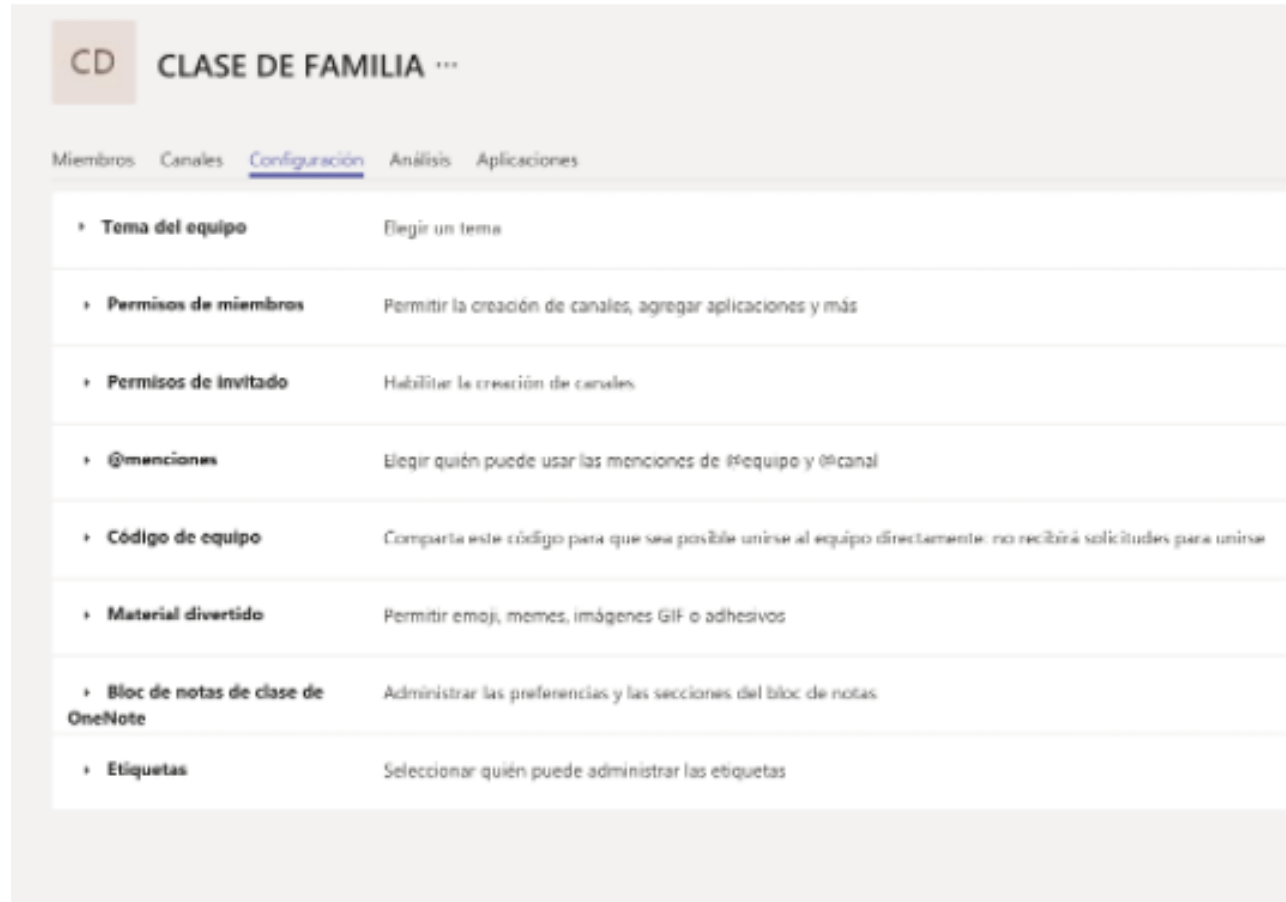 CD
CLASE DE FAMILIA ...
Miembros Canales Configuración Análisis Aplicaciones
Tema del equipo Elegir un tema
Permisos de miembros Permitir la creación de canales, agregar aplicaciones y más
Permisos de invitado Habilitar la creación de canales
@menciones Elegir quién puede usar las menciones de @equipo y @canal
Código de equipo Comparta este código para que sea posible unirse al equipo directamente: no recibirá solicitudes para unirse
Material divertido Permitir emoji, memes, imágenes GIF o adhesivos
Bloc de notas de clase de Administrar las preferencias y las secciones del bloc de notas
OneNote
Etiquetas Seleccionar quién puede administrar las etiquetas